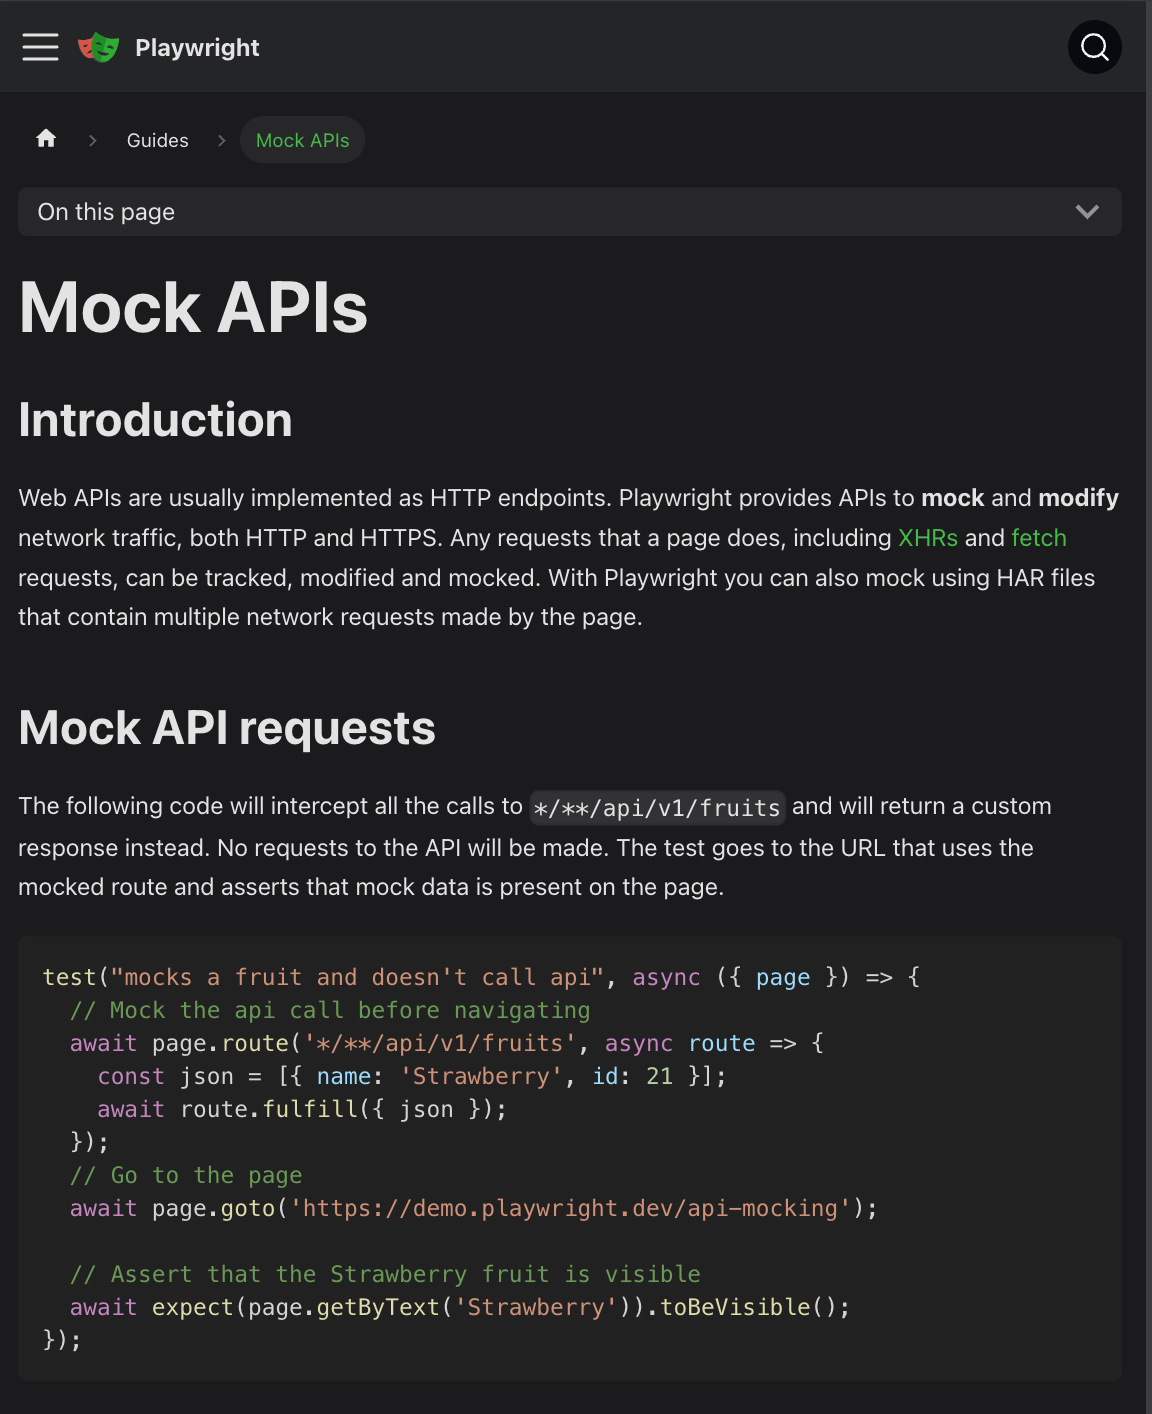 Playwright
Guides
Mock APIs
On this page
Mock APIs
Introduction
Web APIs are usually implemented as HTTP endpoints. Playwright provides APIs to mock and modify
network traffic, both HTTP and HTTPS. Any requests that a page does, including XHRs and fetch
requests, can be tracked, modified and mocked. With Playwright you can also mock using HAR files
that contain multiple network requests made by the page.
Mock API requests
The following code will intercept all the calls to */**/api/v1/fruits and will return a custom
response instead. No requests to the API will be made. The test goes to the URL that uses the
mocked route and asserts that mock data is present on the page.
test("mocks a fruit and doesn't call api", async ({ page }) => {
  // Mock the api call before navigating
  await page.route('*/**/api/v1/fruits', async route => {
    const json = [{ name: 'Strawberry', id: 21 }];
    await route.fulfill({ json });
  });
  // Go to the page
  await page.goto('https://demo.playwright.dev/api-mocking');
  // Assert that the Strawberry fruit is visible
  await expect(page.getByText('Strawberry')).toBeVisible();
});